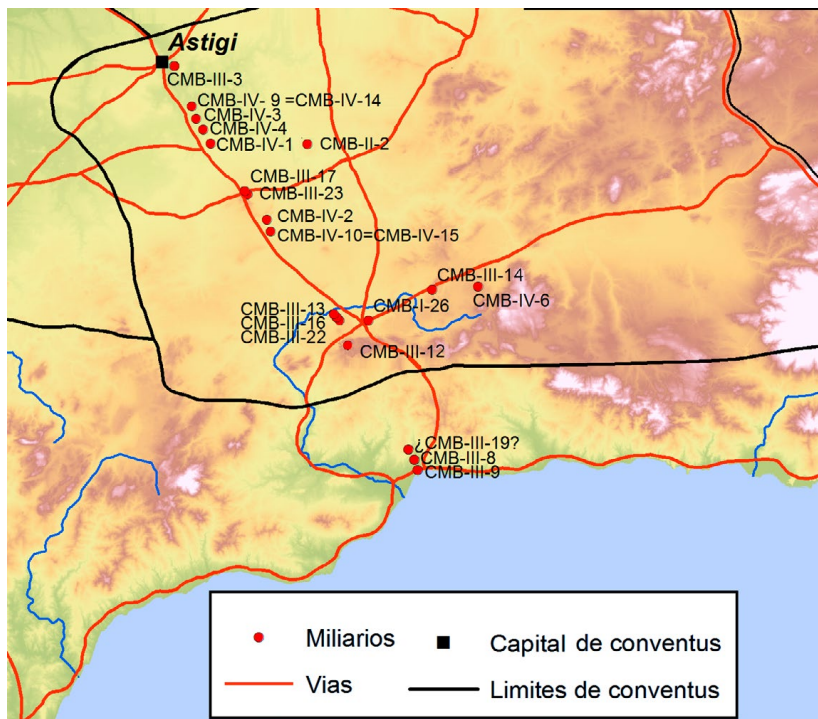 Astigi
CMB-III-3
CMB-IV- 9 =CMB-IV-14
CMB-IV-3
CMB-IV-4
CMB-IV-1
CMB-II-2
CMB-III-17
CMB-III-23
CMB-IV-2
CMB-IV-10=CMB-IV-15
CMB-III-14
CMB-IV-6
CMB-III-13
CMB-I-26
CMB-III-16
CMB-III-22
CMB-III-12
¿CMB-III-19?
CMB-III-8
CMB-III-9
Miliarios
Capital de conventus
Vias
Limites de conventus